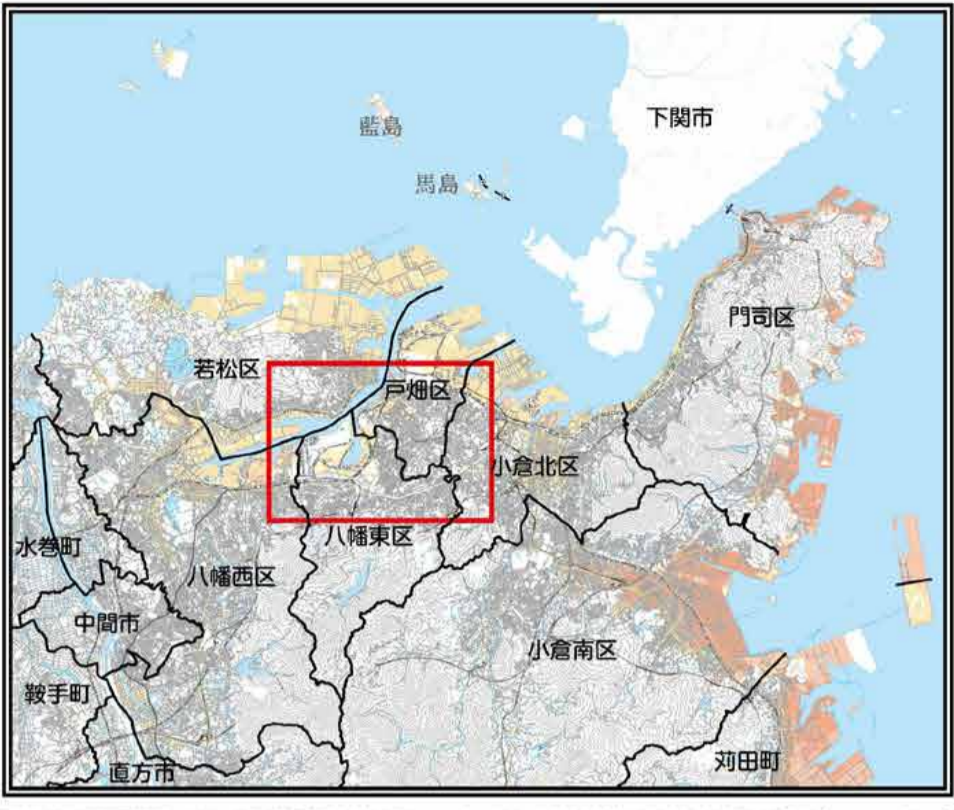 下関市
藍島
馬島
門司区
若松区
戸畑区
小倉北区
八幡東区
水巻町
八幡西区
中間市
小倉南区
鞍手町
苅田町
直方市